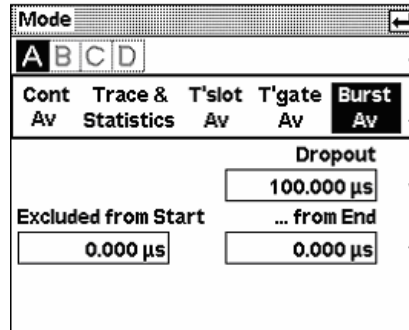 Mode
A B C D
Cont Av Trace & Statistics T'slot Av T'gate Av Burst Av
Dropout
100.000 µs
Excluded from Start ... from End
0.000 µs 0.000 µs